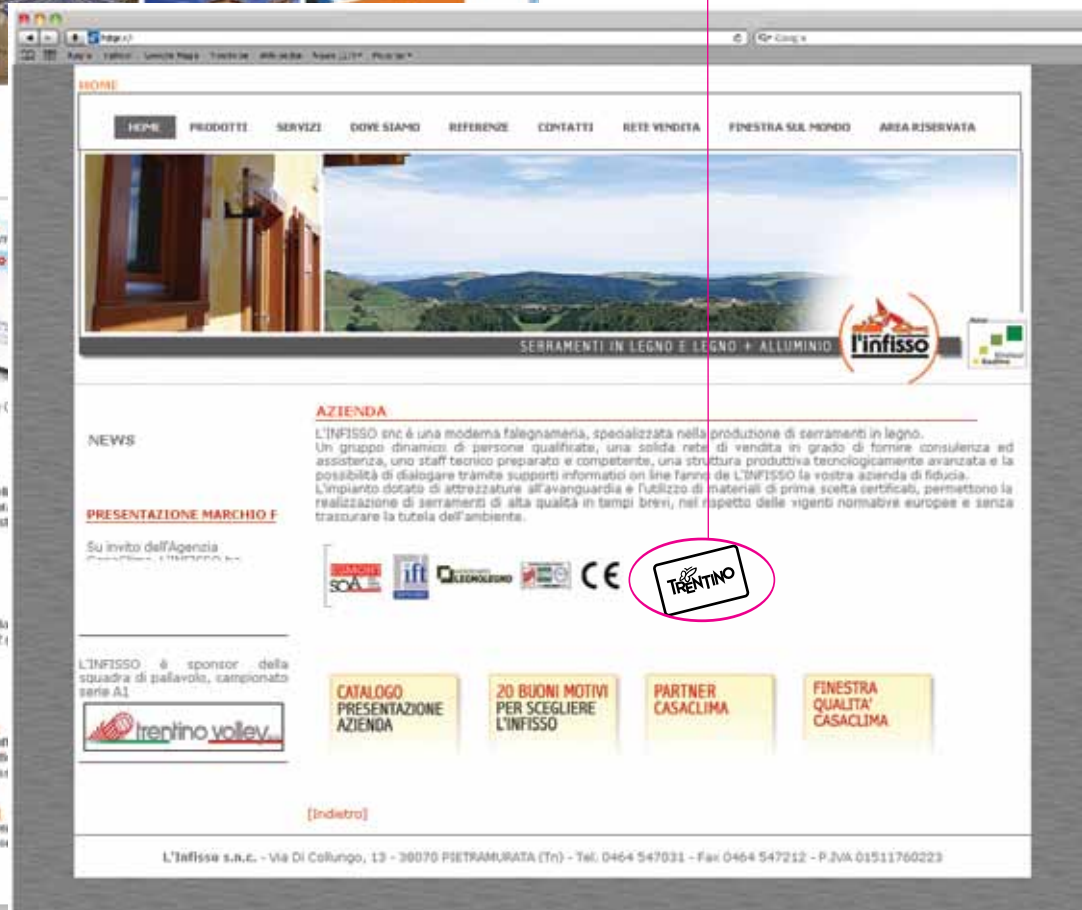 HOME
HOME PRODOTTI SERVIZI DOVE SIAMO REFERENZE CONTATTI RETE VENDITA FINESTRA SUL MONDO AREA RISERVATA
SERRAMENTI IN LEGNO E LEGNO + ALLUMINIO
l'infisso
NEWS
PRESENTAZIONE MARCHIO F
Su invito dell'Agenzia
CasaClima, L'INFISSO ha
L'INFISSO è sponsor della
squadra di pallavolo, campionato
serie A1
trentino volley
AZIENDA
L'INFISSO snc è una moderna falegnameria, specializzata nella produzione di serramenti in legno.
Un gruppo dinamico di persone qualificate, una solida rete di vendita in grado di fornire consulenza ed
assistenza, uno staff tecnico preparato e competente, una struttura produttiva tecnologicamente avanzata e la
possibilità di dialogare tramite supporti informatici on line fanno de L'INFISSO la vostra azienda di fiducia.
L'impianto dotato di attrezzature all'avanguardia e l'utilizzo di materiali di prima scelta certificati, permettono la
realizzazione di serramenti di alta qualità in tempi brevi, nel rispetto delle vigenti normative europee e senza
trascurare la tutela dell'ambiente.
SOA ift LEGNOLEGNO CE TRENTINO
CATALOGO
PRESENTAZIONE
AZIENDA
20 BUONI MOTIVI
PER SCEGLIERE
L'INFISSO
PARTNER
CASACLIMA
FINESTRA
QUALITA'
CASACLIMA
[Indietro]
L'Infisso s.n.c. - Via Di Collungo, 13 - 38070 PIETRAMURATA (Tn) - Tel. 0464 547031 - Fax 0464 547212 - P.IVA 01511760223